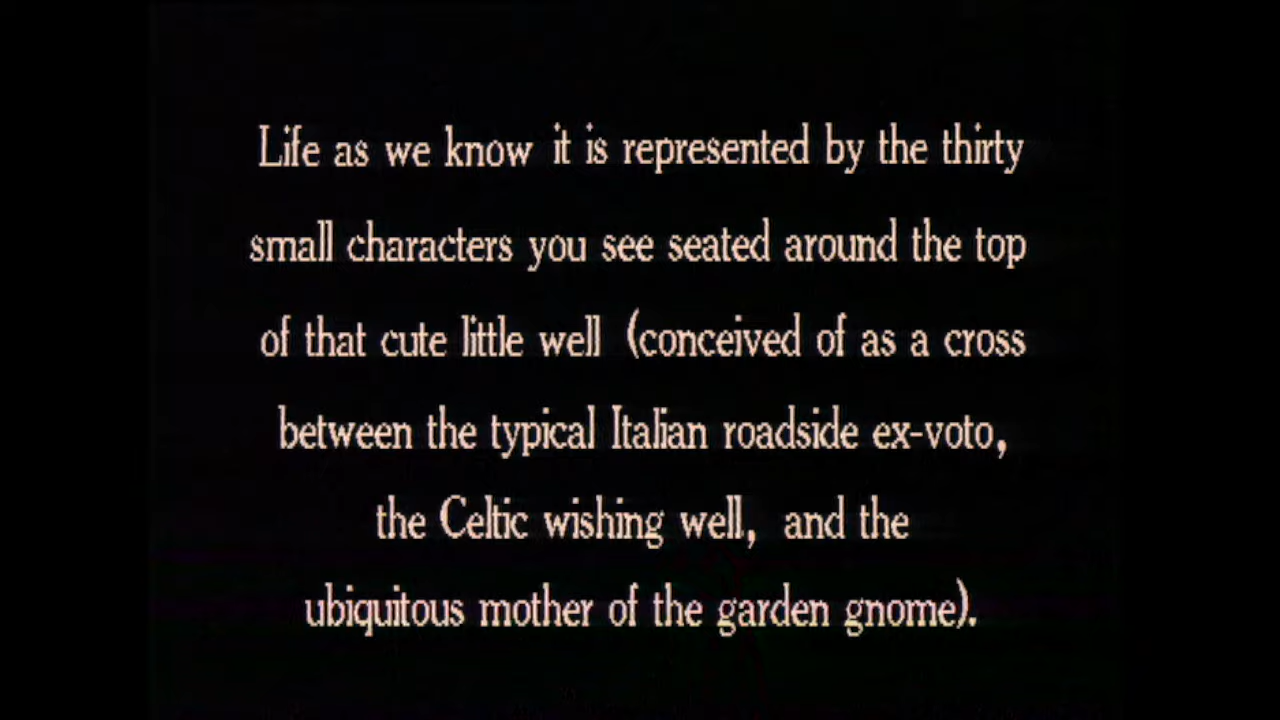 Life as we know it is represented by the thirty
small characters you see seated around the top
of that cute little well (conceived of as a cross
between the typical Italian roadside ex-voto,
the Celtic wishing well, and the
ubiquitous mother of the garden gnome).